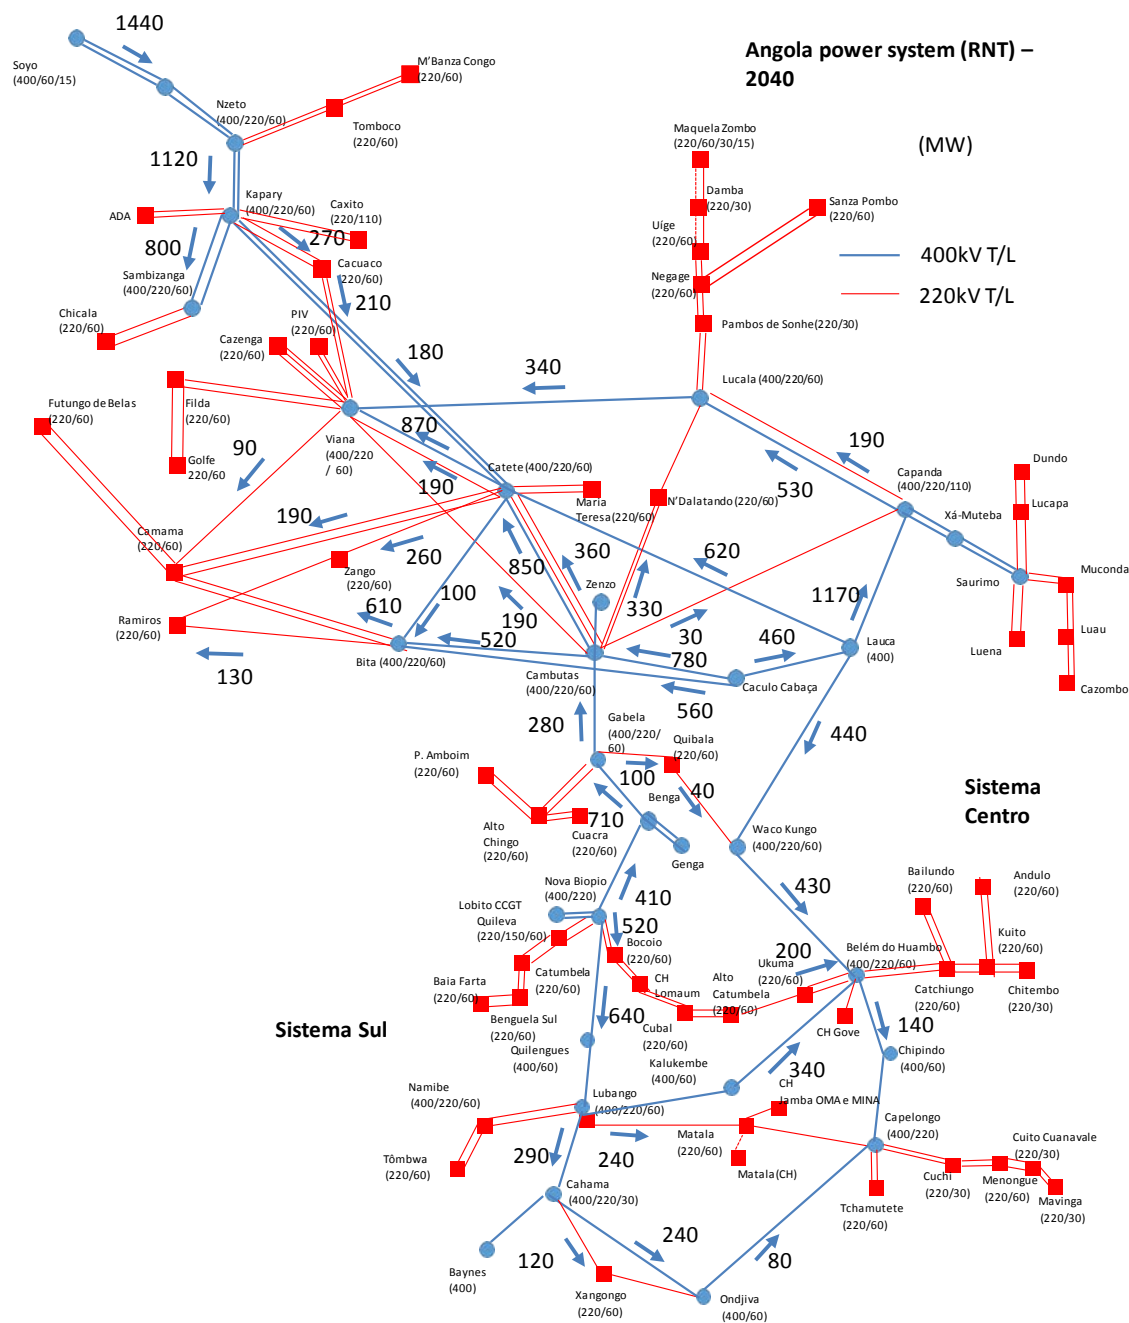 1440
Angola power system (RNT) –
2040
Soyo
(400/60/15)
M'Banza Congo
(220/60)
Nzeto
(400/220/60)
Tomboco
(220/60)
Maquela Zombo
(220/60/30/15)
(MW)
1120
Damba
(220/30)
Sanza Pombo
(220/60)
Kapary
(400/220/60)
Caxito
(220/110)
ADA
Uíge
(220/60)
270
800
400kV T/L
Sambizanga
(400/220/60)
Cacuaco
(220/60)
Negage
(220/60)
210
220kV T/L
Chicala
(220/60)
PIV
(220/60)
Cazenga
(220/60)
Pambos de Sonhe(220/30)
180
340
Lucala (400/220/60)
Futungo de Belas
(220/60)
Filda
(220/60)
870
90
Viana
(400/220
/ 60)
Golfe
220/60
Catete (400/220/60)
190
190
530
Capanda
(400/220/110)
Dundo
Lucapa
Maria
Teresa(220/60)
N'Dalatando(220/60)
190
Xá-Muteba
Camama
(220/60)
260
360
620
Zango
(220/60)
850
Zenzo
Saurimo
Muconda
100
610
190
330
1170
Ramiros
(220/60)
520
30
460
Lauca
(400)
Luena
Luau
130
Bita (400/220/60)
780
Cambutas
(400/220/60)
Caculo Cabaça
Cazombo
560
280
Gabela
(400/220/
60)
Quibala
(220/60)
440
P. Amboim
(220/60)
100
40
Sistema
Centro
Benga
710
Alto
Chingo
(220/60)
Cuacra
(220/60)
Waco Kungo
(400/220/60)
Genga
Nova Biopio
(400/220)
430
Bailundo
(220/60)
Andulo
(220/60)
410
Lobito CCGT
Quileva
(220/150/60)
520
Kuito
(220/60)
Bocoio
(220/60)
200
Belém do Huambo
(400/220/60)
Ukuma
(220/60)
Catumbela
(220/60)
CH
Lomaum
Alto
Catumbela
(220/60)
Baia Farta
(220/60)
Catchiungo
(220/60)
Chitembo
(220/30)
Benguela Sul
(220/60)
640
Cubal
(220/60)
CH Gove
140
Sistema Sul
Quilengues
(400/60)
Kalukembe
(400/60)
340
Chipindo
(400/60)
CH
Jamba OMA e MINA
Namibe
(400/220/60)
Lubango
(400/220/60)
Capelongo
(400/220)
Matala
(220/60)
290
240
Cuito Cuanavale
(220/30)
Tômbwa
(220/60)
Matala(CH)
Cuchi
(220/30)
Menongue
(220/60)
Mavinga
(220/30)
Cahama
(400/220/30)
Tchamutete
(220/60)
240
120
80
Baynes
(400)
Xangongo
(220/60)
Ondjiva
(400/60)